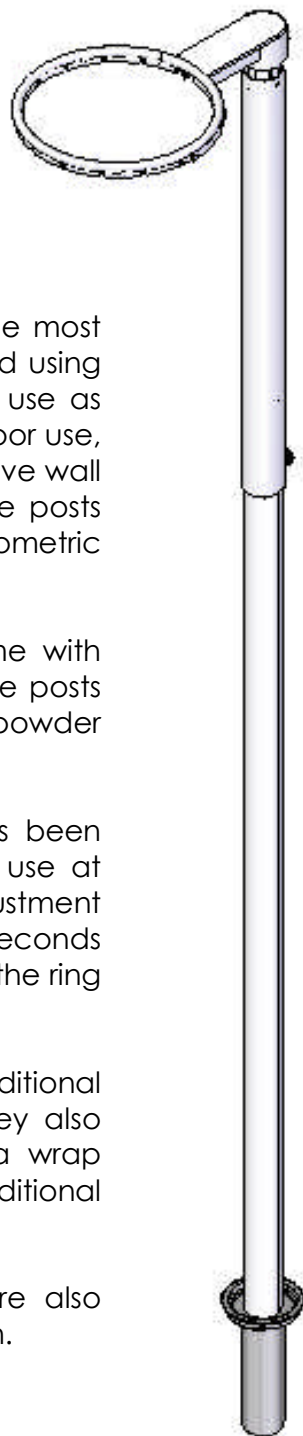 e most
d using
use as
oor use,
ve wall
e posts
ometric
ne with
e posts
powder
s been
use at
ustment
econds
the ring
ditional
ey also
a wrap
ditional
re also
n.